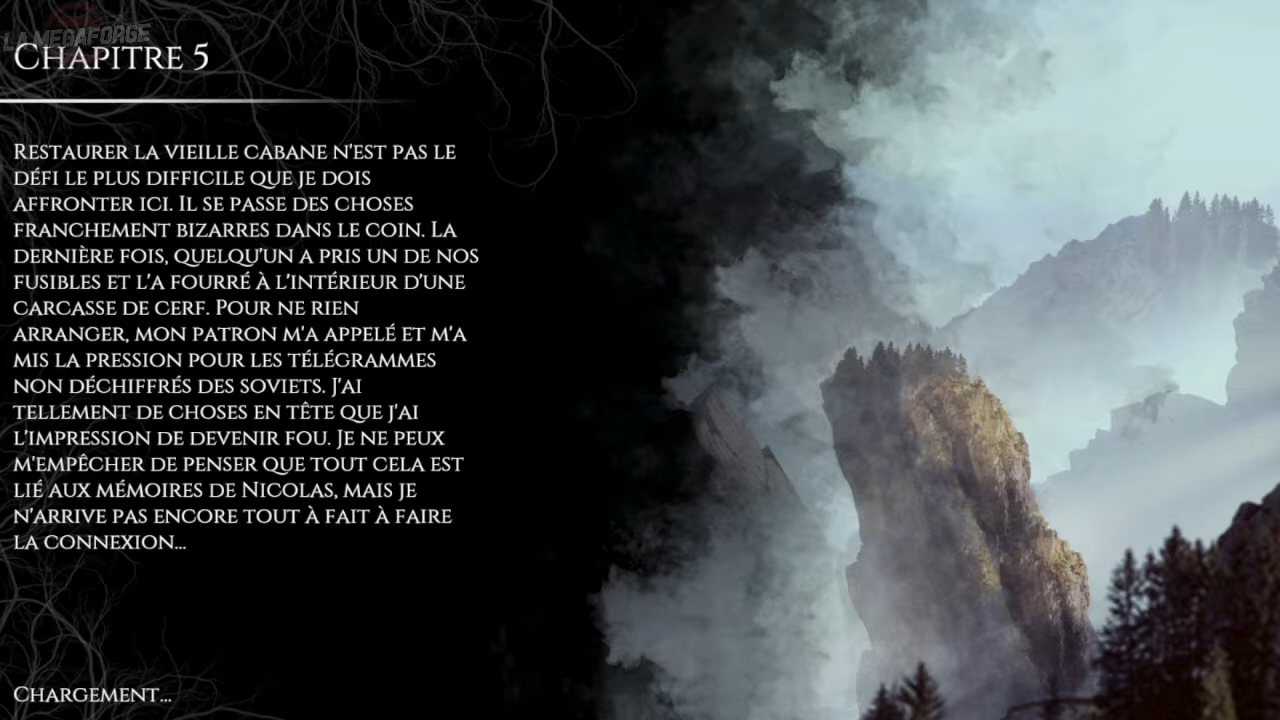 LA MEGAFORGE
Chapitre 5
Restaurer la vieille cabane n'est pas le
défi le plus difficile que je dois
affronter ici. Il se passe des choses
franchement bizarres dans le coin. La
dernière fois, quelqu'un a pris un de nos
fusibles et l'a fourré à l'intérieur d'une
carcasse de cerf. Pour ne rien
arranger, mon patron m'a appelé et m'a
mis la pression pour les télégrammes
non déchiffrés des soviets. J'ai
tellement de choses en tête que j'ai
l'impression de devenir fou. Je ne peux
m'empêcher de penser que tout cela est
lié aux mémoires de Nicolas, mais je
n'arrive pas encore tout à fait à faire
la connexion...
Chargement...